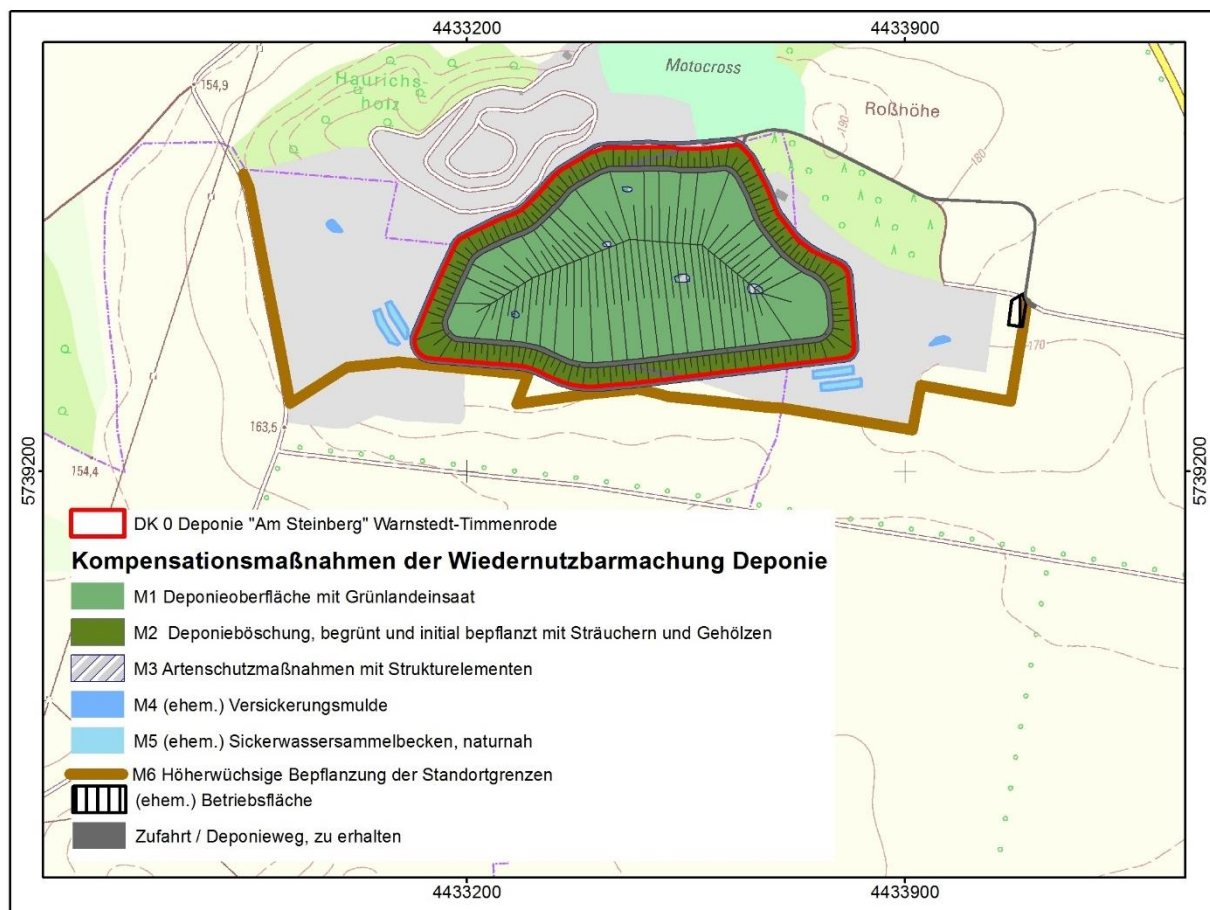 4433200
4433900
154,9
Haurichs-
holz
Motocross
Roßhöhe
190
180
170
163,5
154,4
5739200
5739200
DK 0 Deponie "Am Steinberg" Warnstedt-Timmenrode
Kompensationsmaßnahmen der Wiedernutzbarmachung Deponie
M1 Deponieoberfläche mit Grünlandeinsaat
M2 Deponieböschung, begrünt und initial bepflanzt mit Sträuchern und Gehölzen
M3 Artenschutzmaßnahmen mit Strukturelementen
M4 (ehem.) Versickerungsmulde
M5 (ehem.) Sickerwassersammelbecken, naturnah
M6 Höherwüchsige Bepflanzung der Standortgrenzen
(ehem.) Betriebsfläche
Zufahrt / Deponieweg, zu erhalten
4433200
4433900